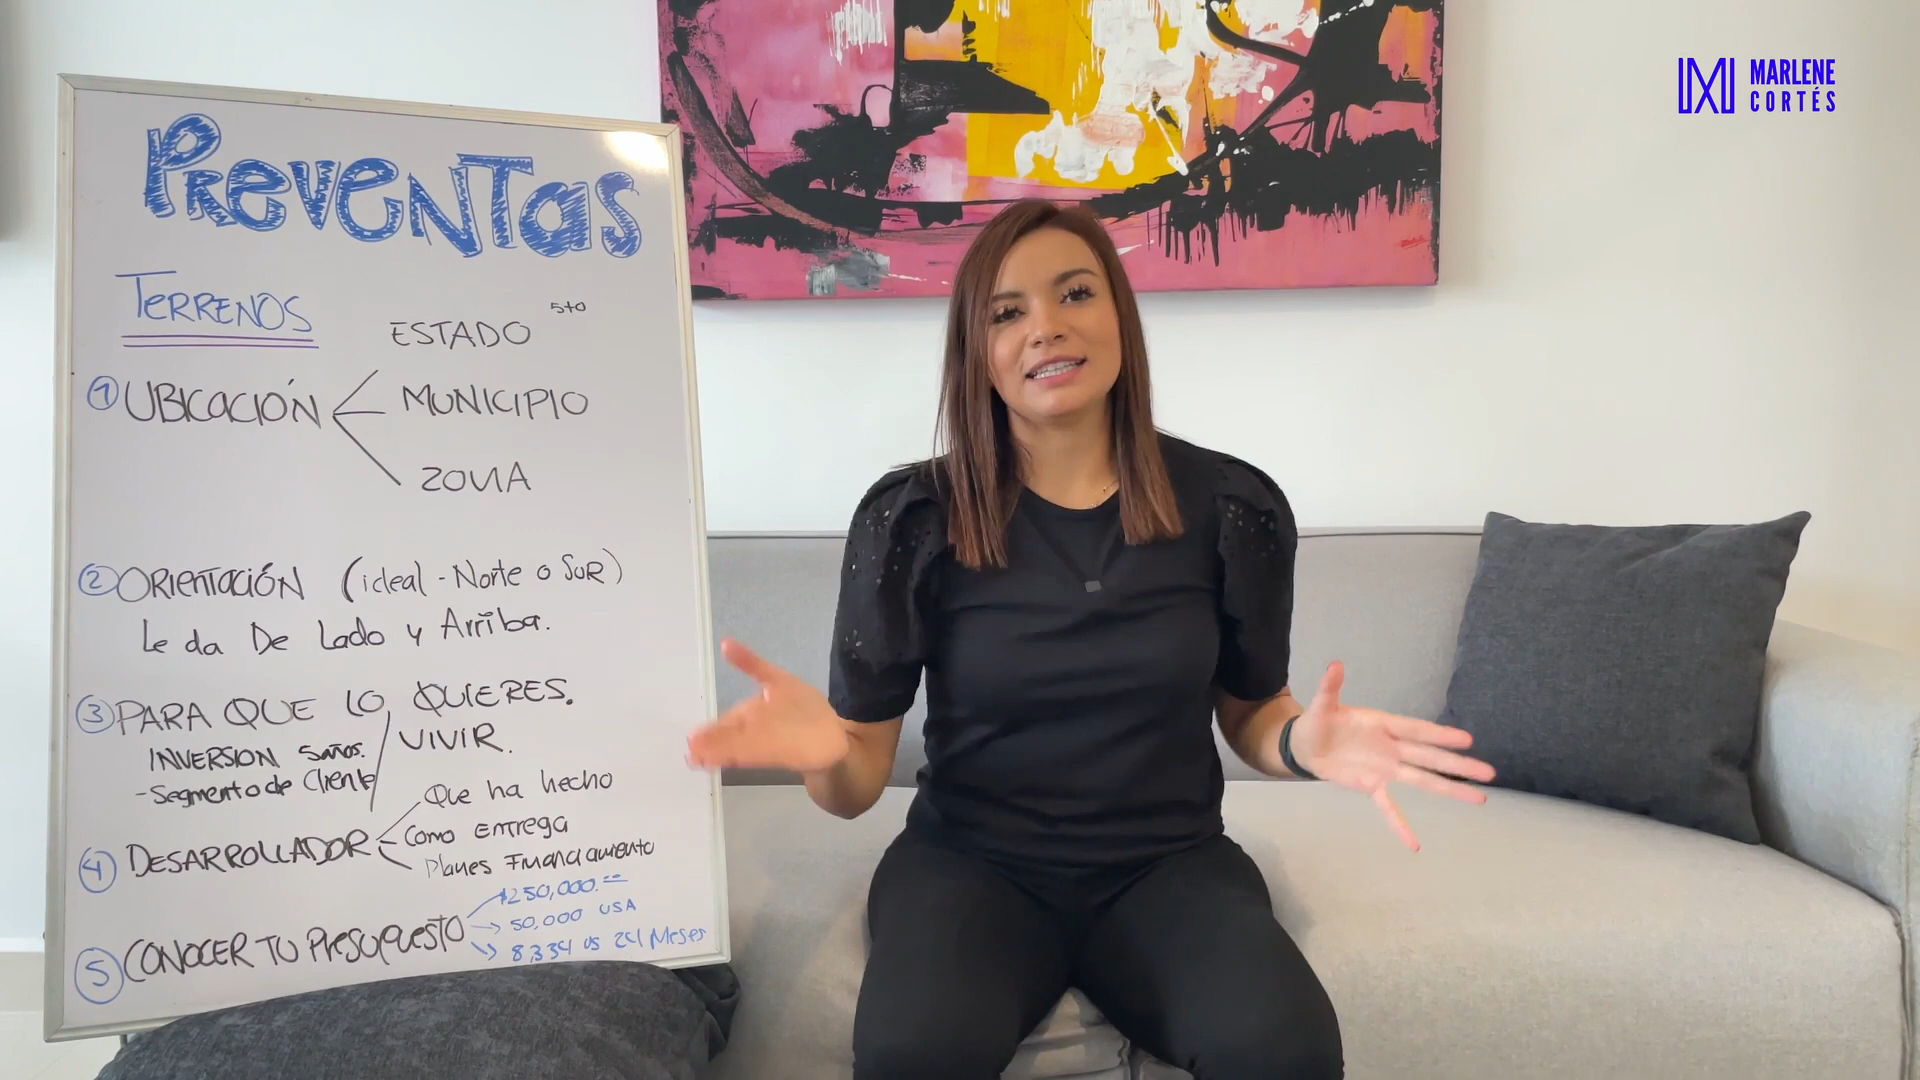 MARLENE
CORTÉS
PREVENTAS
TERRENOS
ESTADO 5to
① UBICACIÓN
MUNICIPIO
ZONA
② ORIENTACIÓN (ideal - Norte o SUR)
Le da De Lado y Arriba.
③ PARA QUE LO QUIERES.
INVERSION 5años. / VIVIR.
- Segmento de Cliente
Que ha hecho
④ DESARROLLADOR
Como Entrega
Planes Financiamiento
⑤ CONOCER TU PRESUPUESTO
$250,000.=
50,000 USA
8,334 US 24 Meses